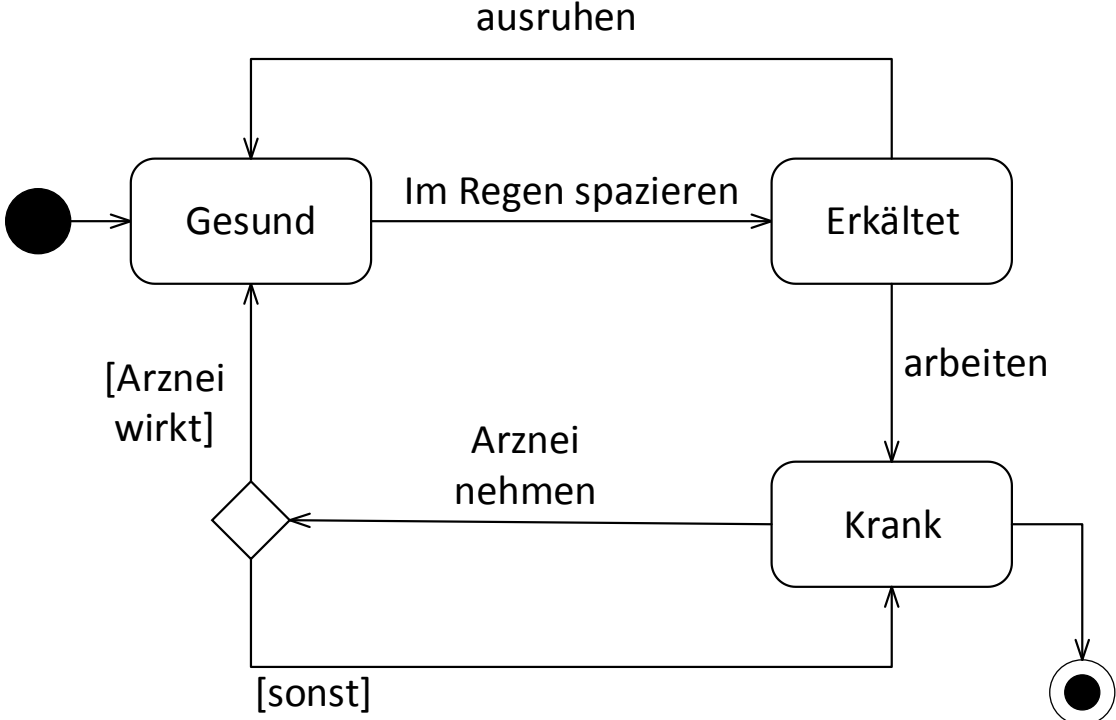 ausruhen
Gesund
Im Regen spazieren
Erkältet
[Arznei
wirkt]
arbeiten
Arznei
nehmen
Krank
[sonst]